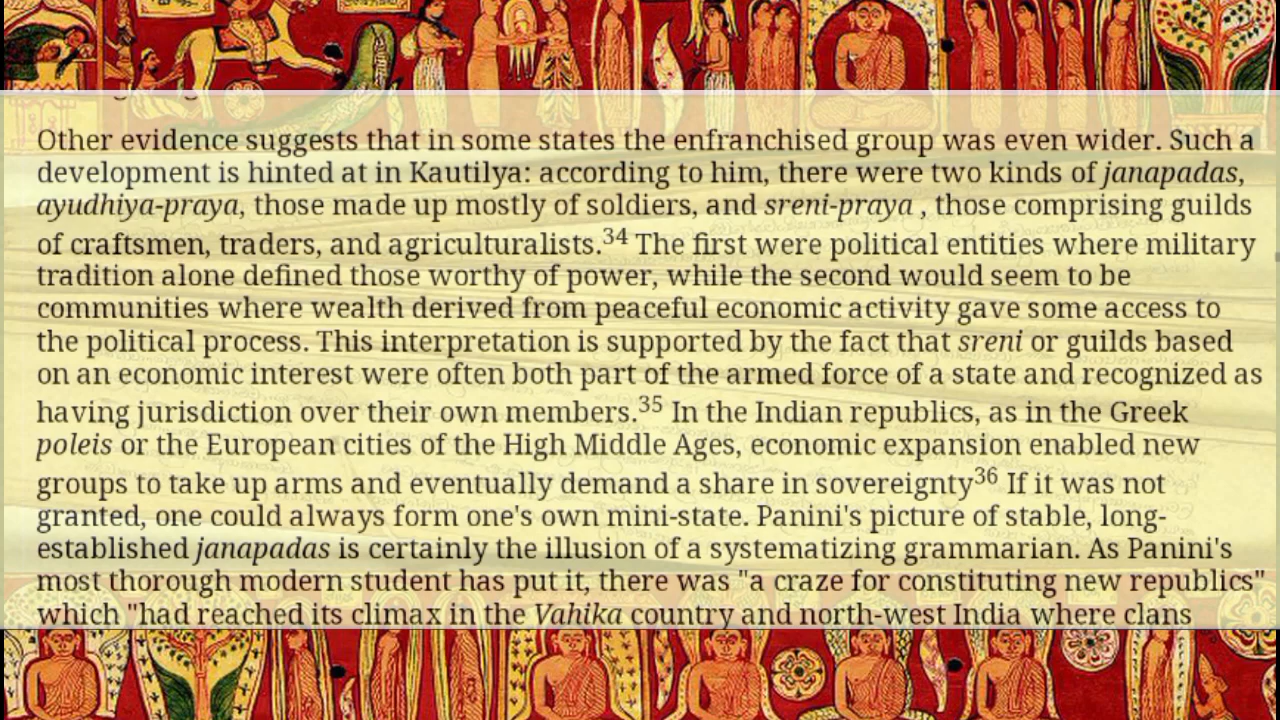 Other evidence suggests that in some states the enfranchised group was even wider. Such a
development is hinted at in Kautilya: according to him, there were two kinds of janapadas,
ayudhiya-praya, those made up mostly of soldiers, and sreni-praya , those comprising guilds
of craftsmen, traders, and agriculturalists.34 The first were political entities where military
tradition alone defined those worthy of power, while the second would seem to be
communities where wealth derived from peaceful economic activity gave some access to
the political process. This interpretation is supported by the fact that sreni or guilds based
on an economic interest were often both part of the armed force of a state and recognized as
having jurisdiction over their own members.35 In the Indian republics, as in the Greek
poleis or the European cities of the High Middle Ages, economic expansion enabled new
groups to take up arms and eventually demand a share in sovereignty36 If it was not
granted, one could always form one's own mini-state. Panini's picture of stable, long-
established janapadas is certainly the illusion of a systematizing grammarian. As Panini's
most thorough modern student has put it, there was "a craze for constituting new republics"
which "had reached its climax in the Vahika country and north-west India where clans